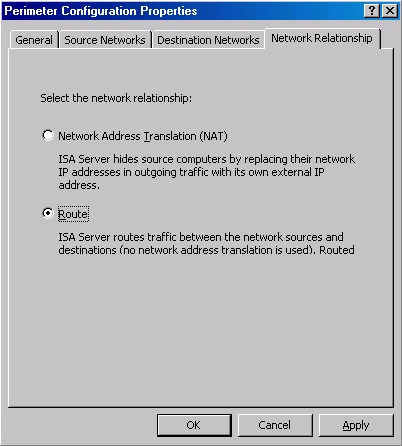 Perimeter Configuration Properties
General Source Networks Destination Networks Network Relationship
Select the network relationship:
Network Address Translation (NAT)
ISA Server hides source computers by replacing their network
IP addresses in outgoing traffic with its own external IP
address.
Route
ISA Server routes traffic between the network sources and
destinations (no network address translation is used). Routed
OK Cancel Apply